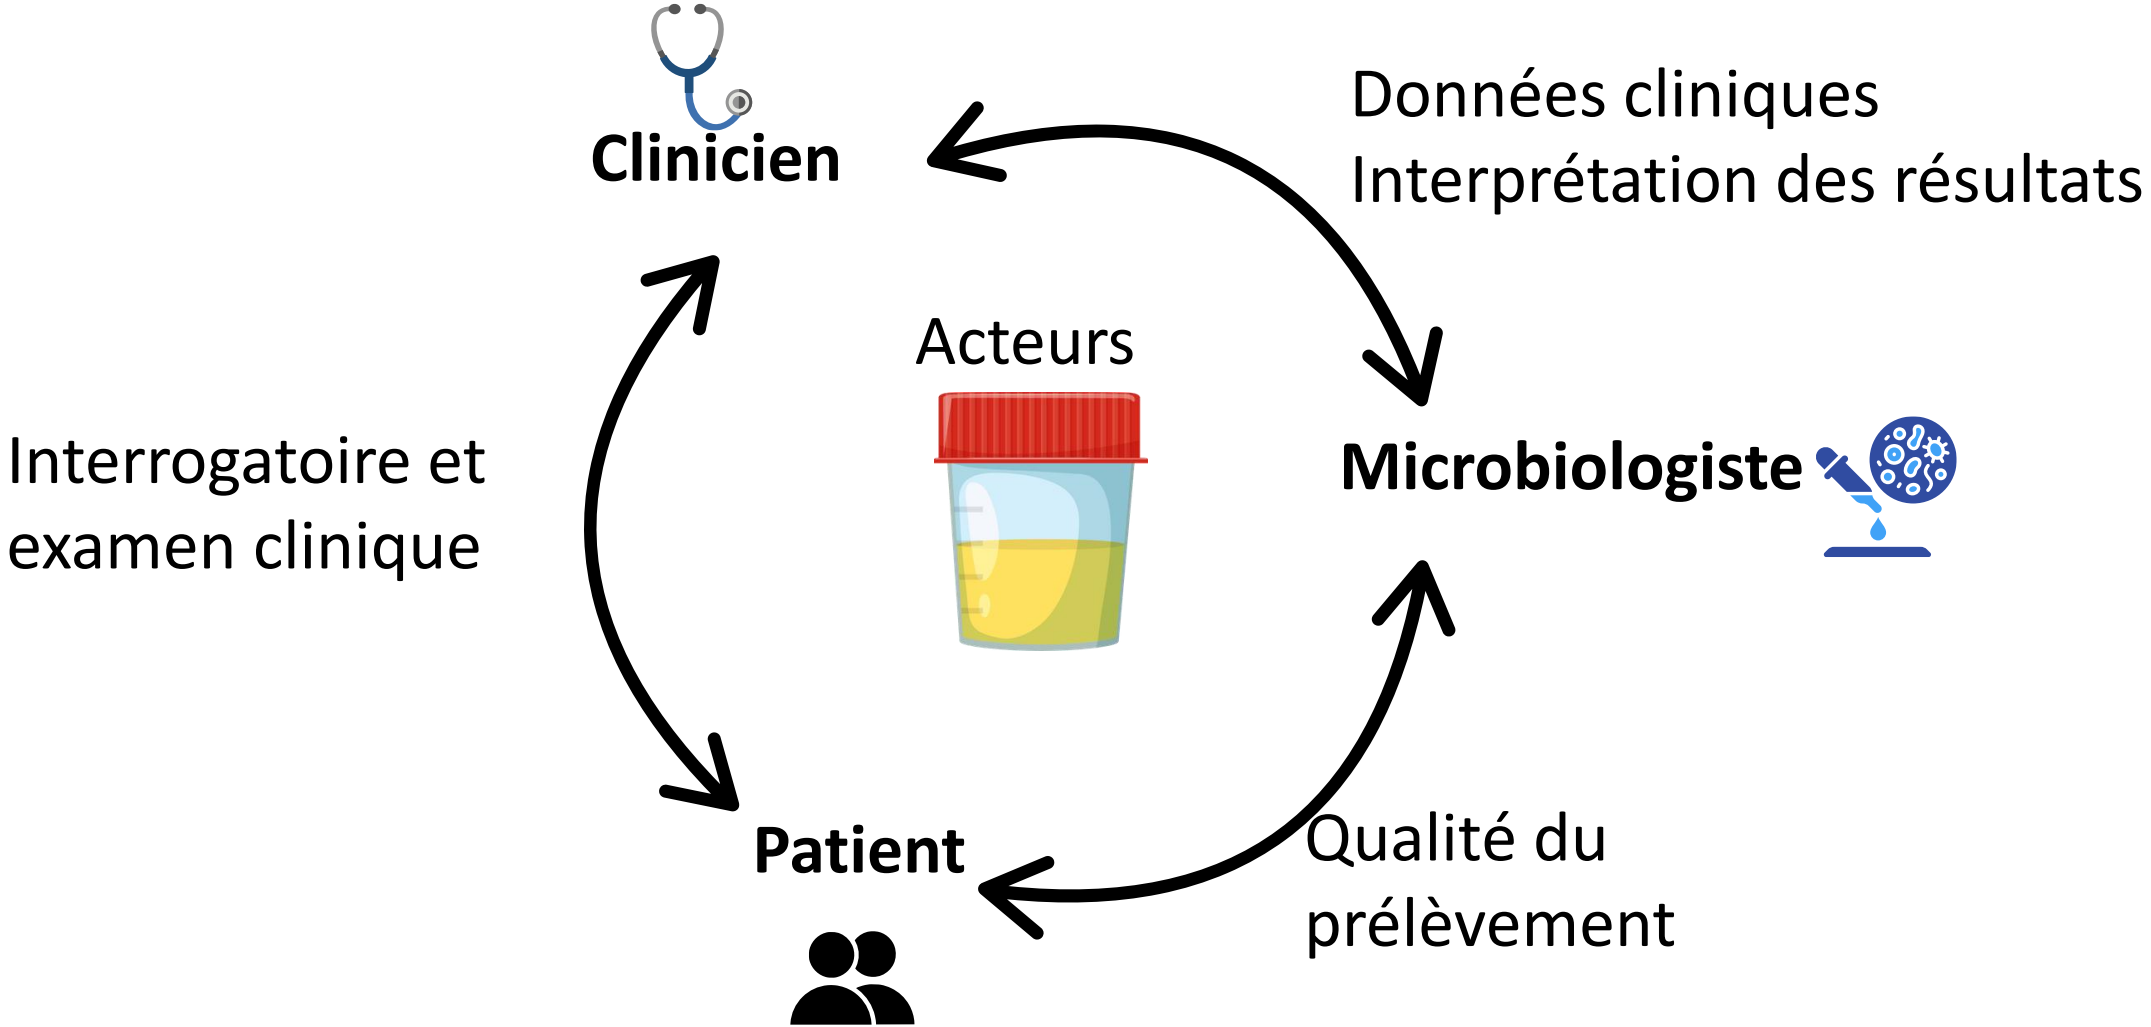 Clinicien
Données cliniques
Interprétation des résultats
Acteurs
Interrogatoire et
examen clinique
Microbiologiste
Patient
Qualité du
prélèvement